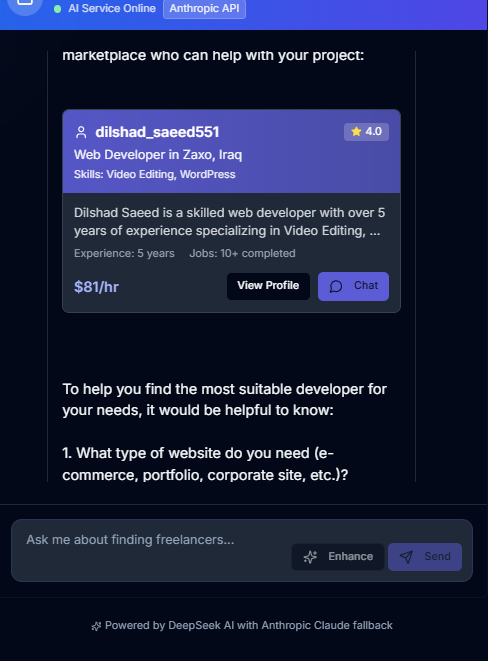 AI Service Online Anthropic API
marketplace who can help with your project:
dilshad_saeed551 4.0
Web Developer in Zaxo, Iraq
Skills: Video Editing, WordPress
Dilshad Saeed is a skilled web developer with over 5
years of experience specializing in Video Editing, ...
Experience: 5 years Jobs: 10+ completed
$81/hr View Profile Chat
To help you find the most suitable developer for
your needs, it would be helpful to know:
1. What type of website do you need (e-
commerce, portfolio, corporate site, etc.)?
Ask me about finding freelancers...
Enhance Send
Powered by DeepSeek AI with Anthropic Claude fallback